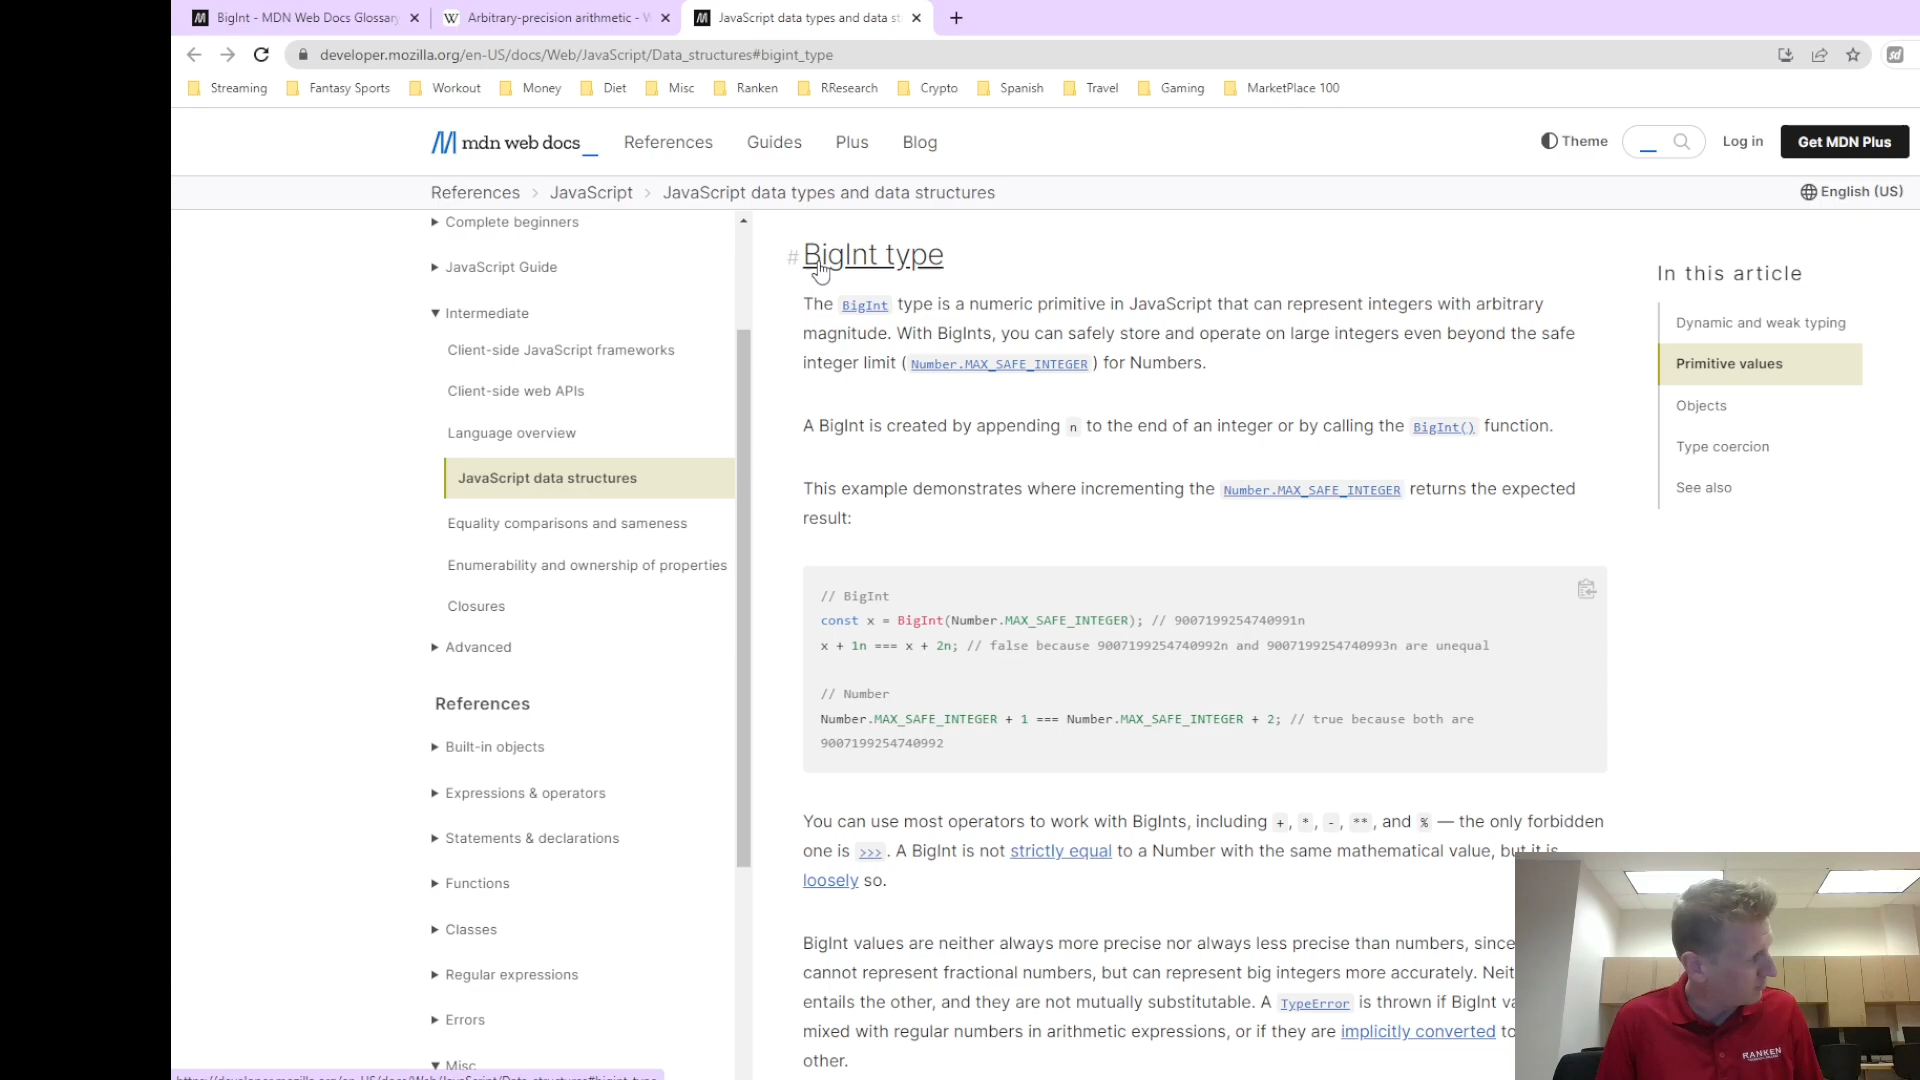 BigInt - MDN Web Docs Glossary
Arbitrary-precision arithmetic - W
JavaScript data types and data st
developer.mozilla.org/en-US/docs/Web/JavaScript/Data_structures#bigint_type
Streaming
Fantasy Sports
Workout
Money
Diet
Misc
Ranken
RResearch
Crypto
Spanish
Travel
Gaming
MarketPlace 100
mdn web docs_
References
Guides
Plus
Blog
Theme
Log in
Get MDN Plus
References > JavaScript > JavaScript data types and data structures
English (US)
Complete beginners
JavaScript Guide
Intermediate
Client-side JavaScript frameworks
Client-side web APIs
Language overview
JavaScript data structures
Equality comparisons and sameness
Enumerability and ownership of properties
Closures
Advanced
References
Built-in objects
Expressions & operators
Statements & declarations
Functions
Classes
Regular expressions
Errors
Misc
# BigInt type
The BigInt type is a numeric primitive in JavaScript that can represent integers with arbitrary
magnitude. With BigInts, you can safely store and operate on large integers even beyond the safe
integer limit ( Number.MAX_SAFE_INTEGER ) for Numbers.
A BigInt is created by appending n to the end of an integer or by calling the BigInt() function.
This example demonstrates where incrementing the Number.MAX_SAFE_INTEGER returns the expected
result:
// BigInt
const x = BigInt(Number.MAX_SAFE_INTEGER); // 9007199254740991n
x + 1n === x + 2n; // false because 9007199254740992n and 9007199254740993n are unequal
// Number
Number.MAX_SAFE_INTEGER + 1 === Number.MAX_SAFE_INTEGER + 2; // true because both are
9007199254740992
You can use most operators to work with BigInts, including +, *, -, **, and % — the only forbidden
one is >>>. A BigInt is not strictly equal to a Number with the same mathematical value, but it is
loosely so.
BigInt values are neither always more precise nor always less precise than numbers, since
cannot represent fractional numbers, but can represent big integers more accurately. Neit
entails the other, and they are not mutually substitutable. A TypeError is thrown if BigInt va
mixed with regular numbers in arithmetic expressions, or if they are implicitly converted to
other.
In this article
Dynamic and weak typing
Primitive values
Objects
Type coercion
See also
RANKEN